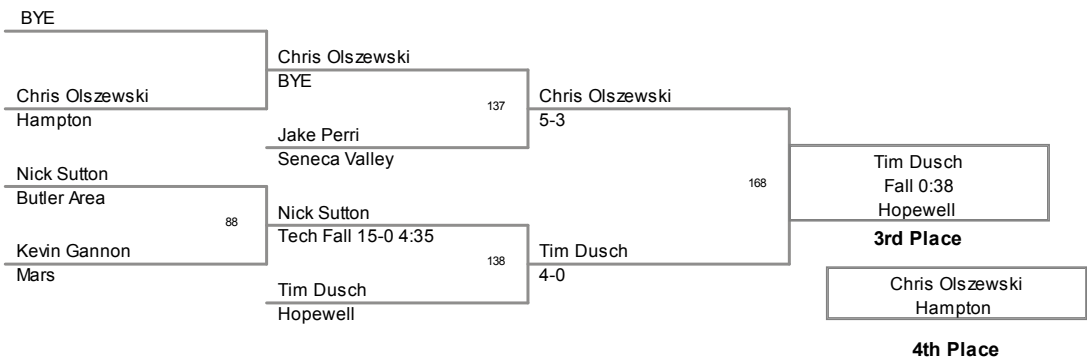 BYE
Chris Olszewski
Hampton
Nick Sutton
Butler Area
88
Kevin Gannon
Mars
Chris Olszewski
BYE
137
Jake Perri
Seneca Valley
Nick Sutton
Tech Fall 15-0 4:35
138
Tim Dusch
Hopewell
Chris Olszewski
5-3
168
Tim Dusch
4-0
Tim Dusch
Fall 0:38
Hopewell
3rd Place
Chris Olszewski
Hampton
4th Place